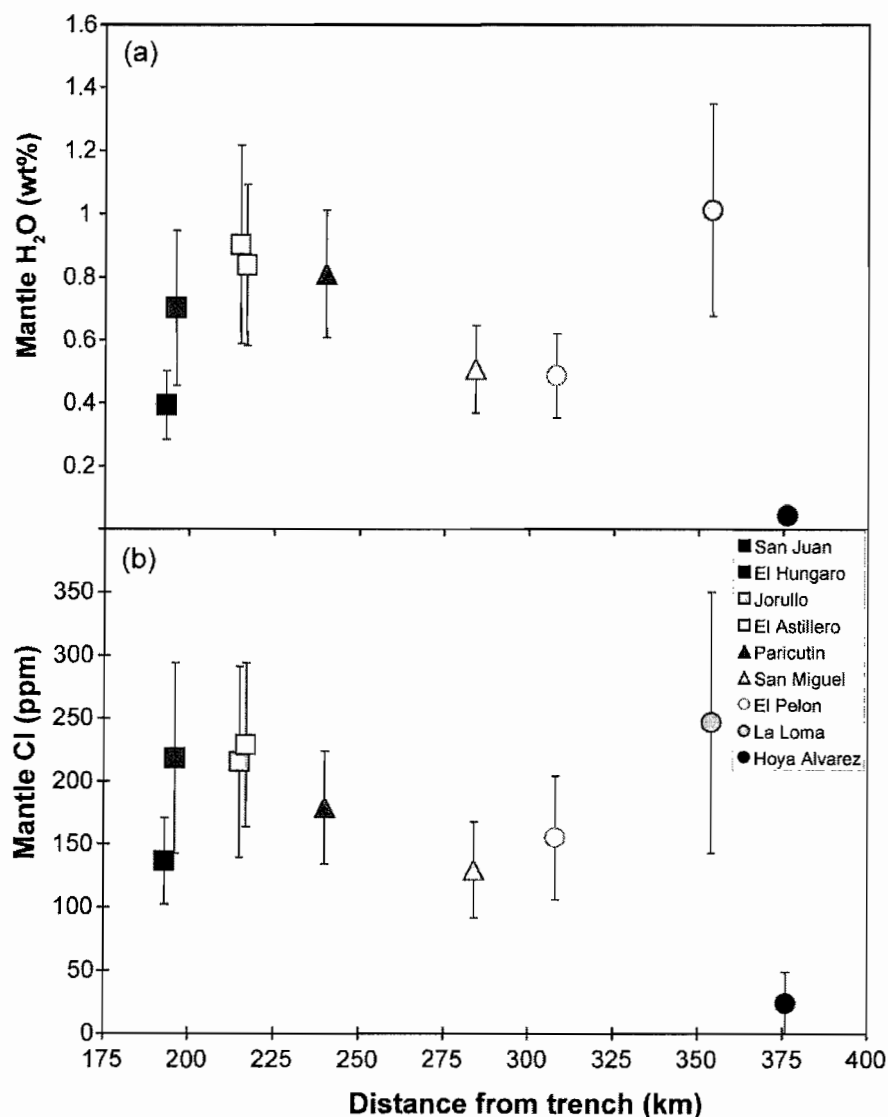 (a)
Mantle H₂O (wt%)
1.6
1.4
1.2
1
0.8
0.6
0.4
0.2
(b)
Mantle Cl (ppm)
350
300
250
200
150
100
50
0
San Juan
El Hungaro
Jorullo
El Astillero
Paricutin
San Miguel
El Pelon
La Loma
Hoya Alvarez
175 200 225 250 275 300 325 350 375 400
Distance from trench (km)